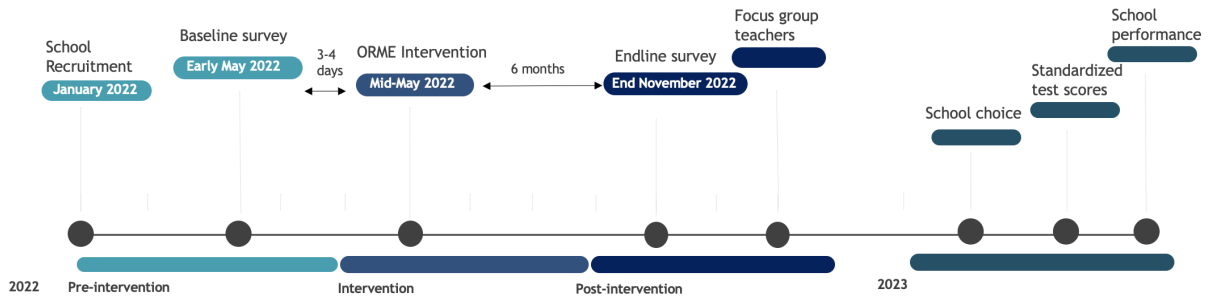 School
Recruitment
January 2022
Baseline survey
Early May 2022
3-4
days
ORME Intervention
Mid-May 2022
6 months
Endline survey
End November 2022
Focus group
teachers
School choice
Standardized
test scores
School
performance
2022
Pre-intervention
Intervention
Post-intervention
2023